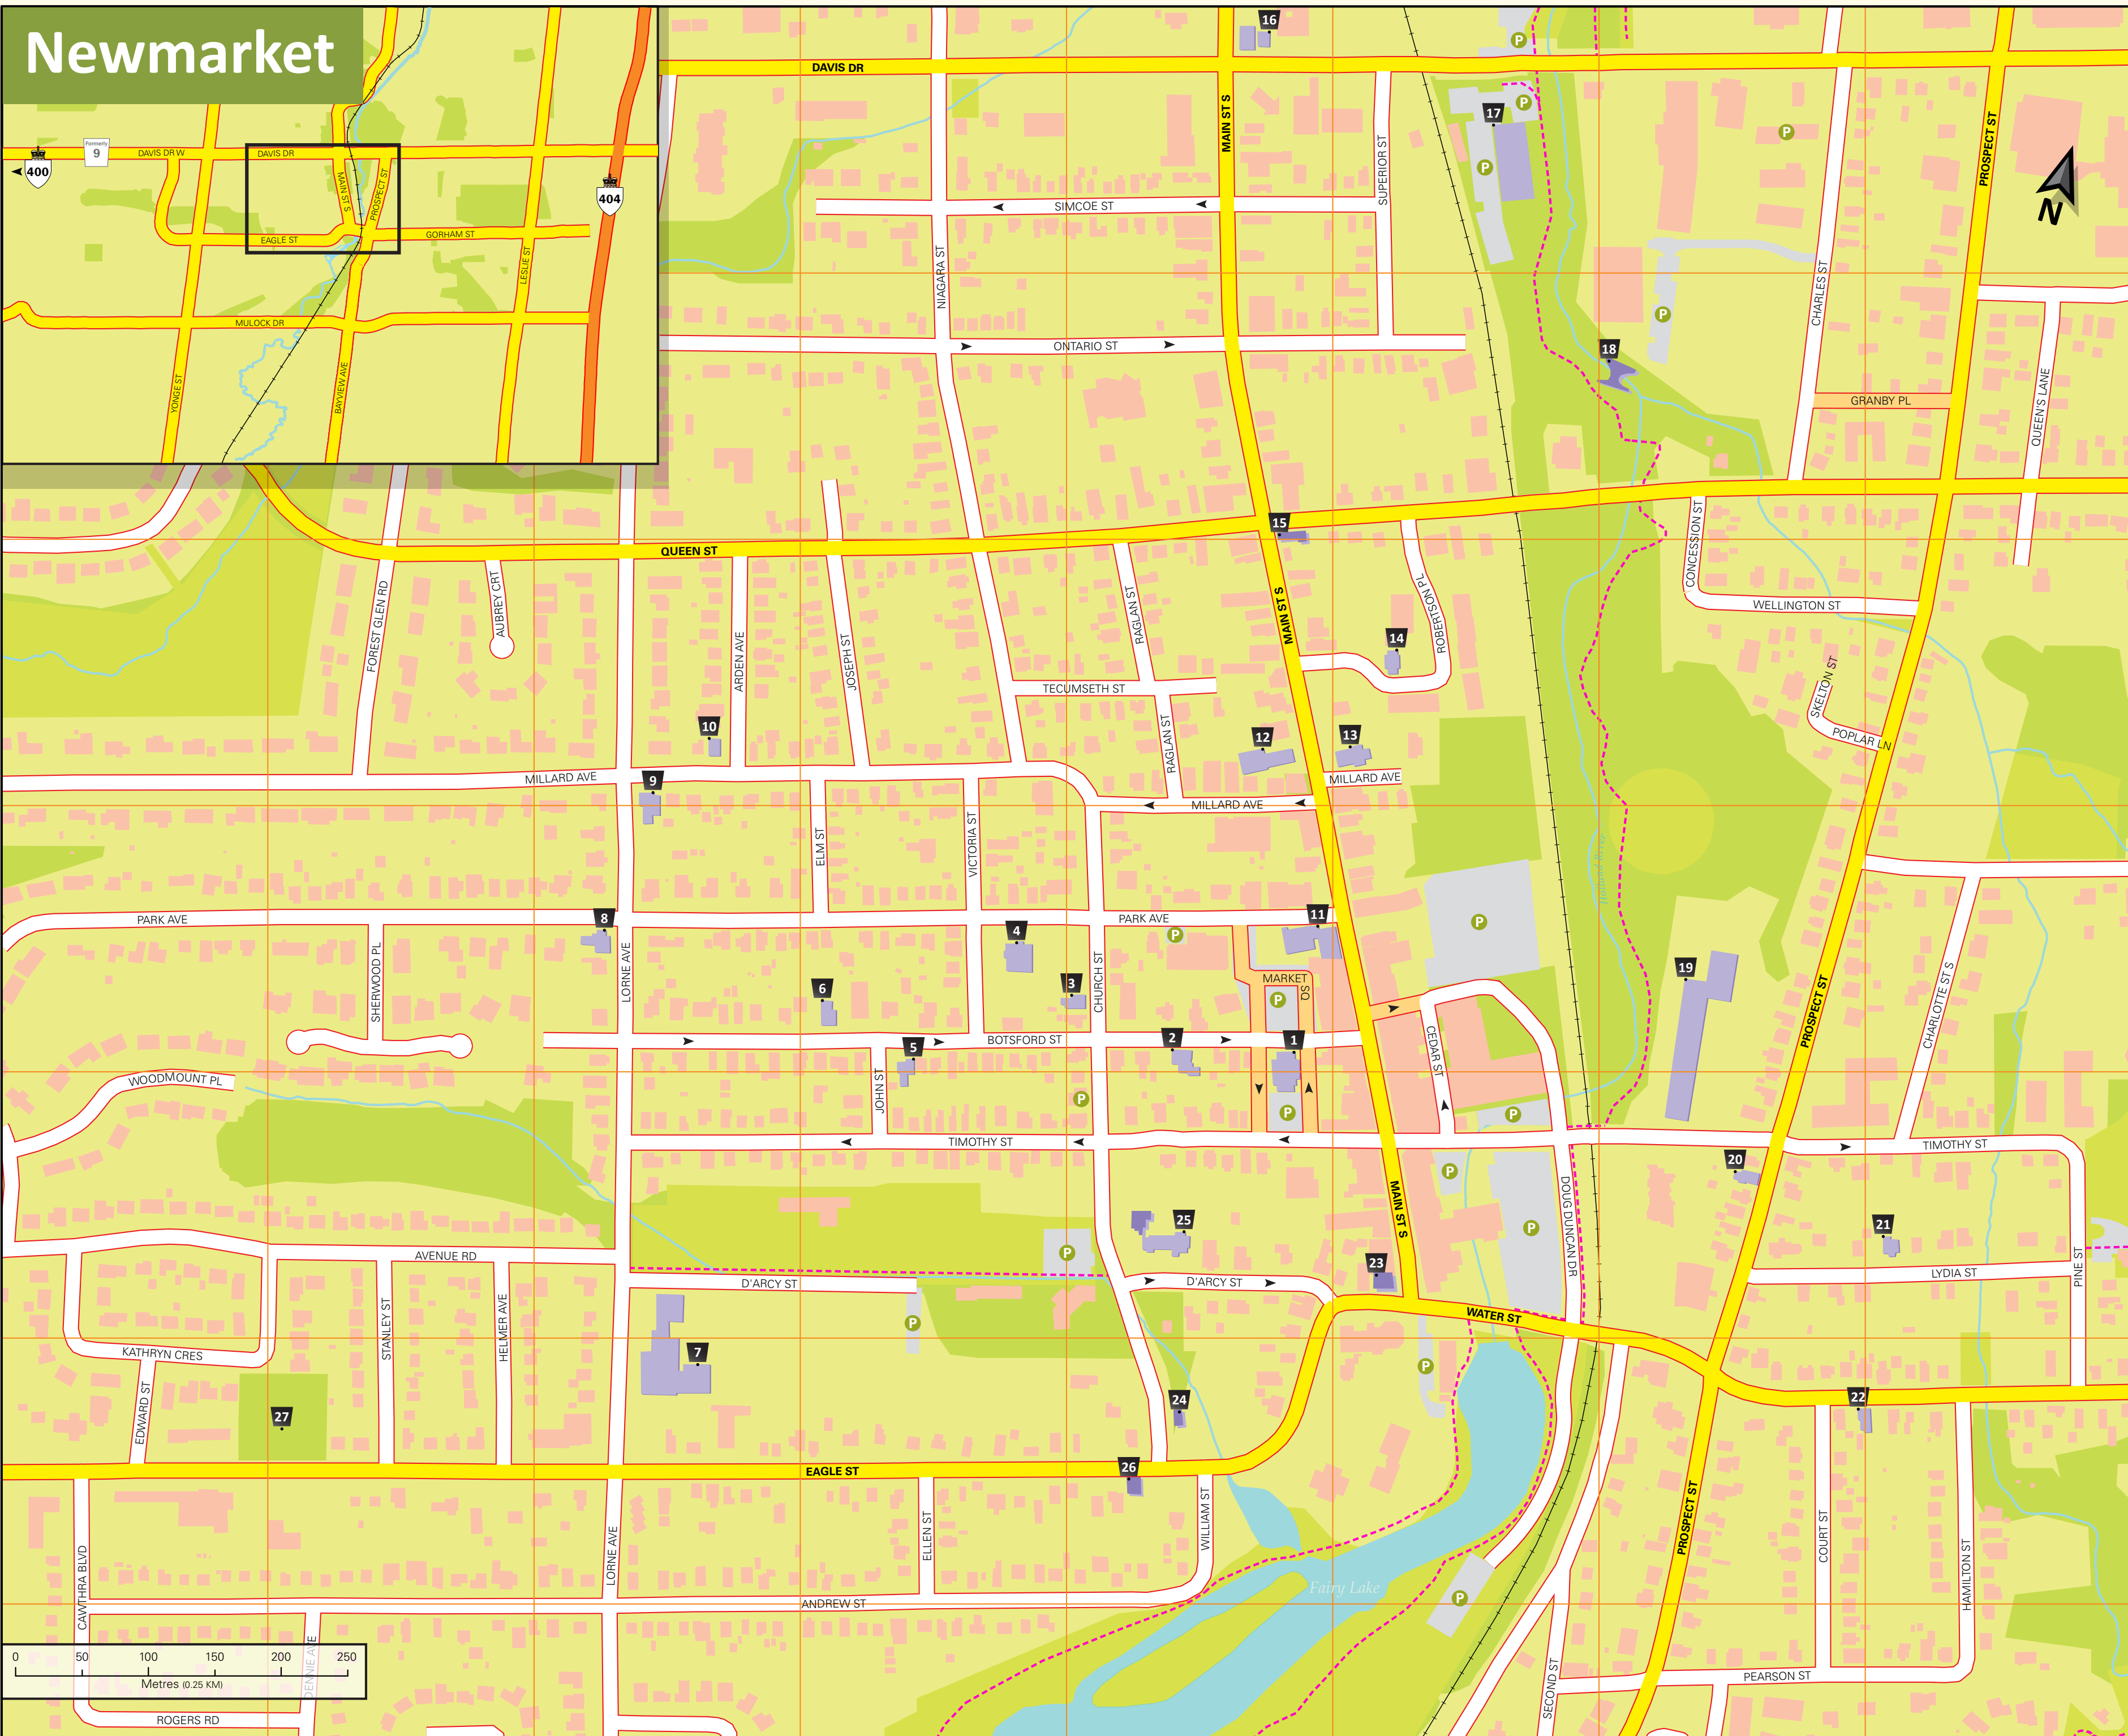 Newmarket
400
Formerly
9
DAVIS DR W
DAVIS DR
MAIN ST S
PROSPECT ST
EAGLE ST
GORHAM ST
LESLIE ST
404
MULOCK DR
YONGE ST
BAYVIEW AVE
DAVIS DR
16
P
MAIN ST S
SUPERIOR ST
17
P
P
P
PROSPECT ST
N
SIMCOE ST
NIAGARA ST
CHARLES ST
P
ONTARIO ST
18
GRANBY PL
QUEEN'S LANE
15
QUEEN ST
CONCESSION ST
WELLINGTON ST
FOREST GLEN RD
AUBREY CRT
ARDEN AVE
JOSEPH ST
RAGLAN ST
MAIN ST S
ROBERTSON PL
14
TECUMSETH ST
SKELTON ST
POPLAR LN
10
RAGLAN ST
12
13
MILLARD AVE
9
MILLARD AVE
MILLARD AVE
ELM ST
VICTORIA ST
Holland River
PARK AVE
8
PARK AVE
11
P
P
4
SHERWOOD PL
LORNE AVE
6
3
CHURCH ST
MARKET
SQ
P
19
PROSPECT ST
CHARLOTTE ST S
BOTSFORD ST
5
2
1
CEDAR ST
WOODMOUNT PL
JOHN ST
P
P
P
TIMOTHY ST
TIMOTHY ST
20
P
DOUG DUNCAN DR
MAIN ST S
25
P
21
AVENUE RD
P
D'ARCY ST
D'ARCY ST
23
LYDIA ST
PINE ST
WATER ST
STANLEY ST
HELMER AVE
P
KATHRYN CRES
7
P
EDWARD ST
27
24
22
EAGLE ST
26
PROSPECT ST
CAWTHRA BLVD
LORNE AVE
ELLEN ST
WILLIAM ST
COURT ST
HAMILTON ST
Fairy Lake
P
ANDREW ST
DENNIE AVE
0 50 100 150 200 250
Metres (0.25 KM)
SECOND ST
PEARSON ST
ROGERS RD